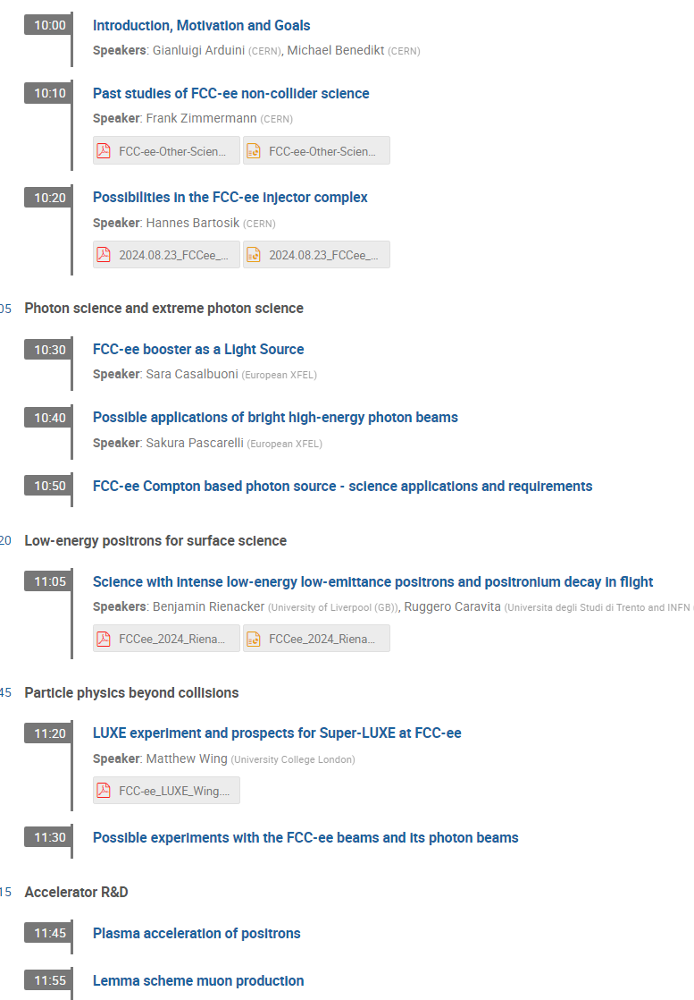 10:00 Introduction, Motivation and Goals
Speakers: Gianluigi Arduini (CERN), Michael Benedikt (CERN)
10:10 Past studies of FCC-ee non-collider science
Speaker: Frank Zimmermann (CERN)
FCC-ee-Other-Scien... FCC-ee-Other-Scien...
10:20 Possibilities in the FCC-ee injector complex
Speaker: Hannes Bartosik (CERN)
2024.08.23_FCCee_... 2024.08.23_FCCee_...
05 Photon science and extreme photon science
10:30 FCC-ee booster as a Light Source
Speaker: Sara Casalbuoni (European XFEL)
10:40 Possible applications of bright high-energy photon beams
Speaker: Sakura Pascarelli (European XFEL)
10:50 FCC-ee Compton based photon source - science applications and requirements
20 Low-energy positrons for surface science
11:05 Science with intense low-energy low-emittance positrons and positronium decay in flight
Speakers: Benjamin Rienacker (University of Liverpool (GB)), Ruggero Caravita (Universita degli Studi di Trento and INFN
FCCee_2024_Riena... FCCee_2024_Riena...
45 Particle physics beyond collisions
11:20 LUXE experiment and prospects for Super-LUXE at FCC-ee
Speaker: Matthew Wing (University College London)
FCC-ee_LUXE_Wing....
11:30 Possible experiments with the FCC-ee beams and its photon beams
15 Accelerator R&D
11:45 Plasma acceleration of positrons
11:55 Lemma scheme muon production